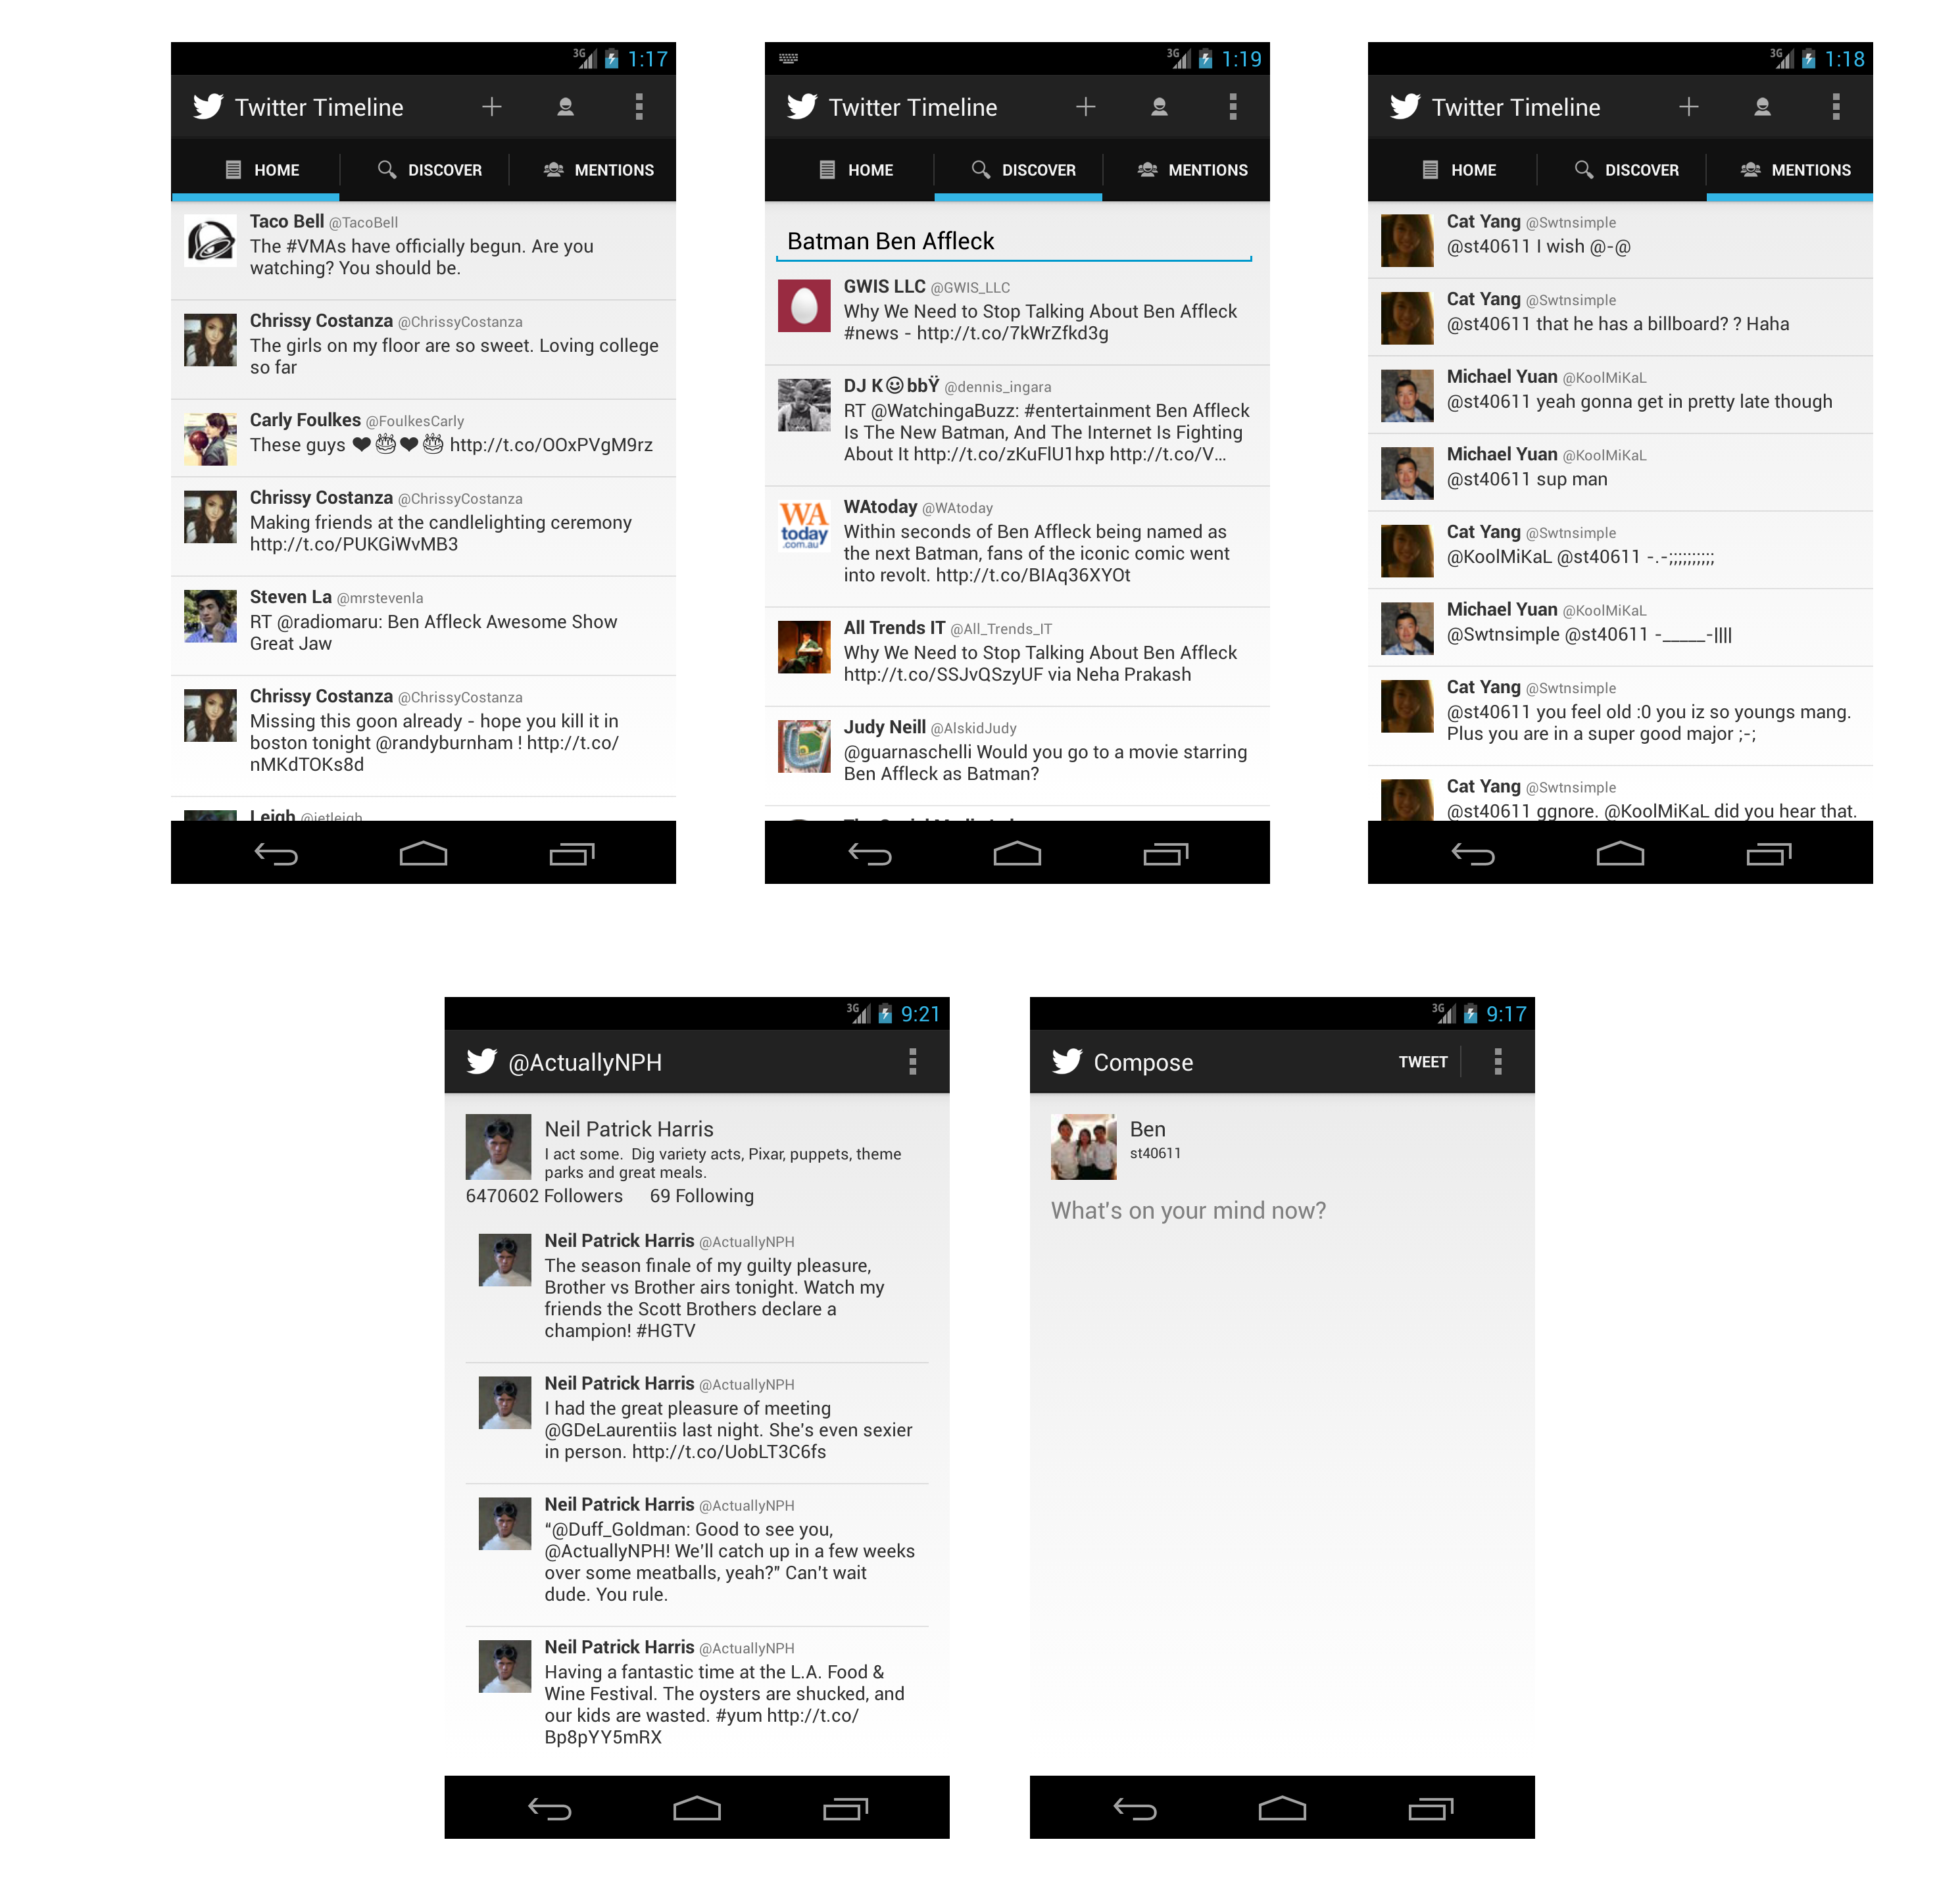 3G 1:17
Twitter Timeline
HOME DISCOVER MENTIONS
Taco Bell @TacoBell
The #VMAs have officially begun. Are you
watching? You should be.
Chrissy Costanza @ChrissyCostanza
The girls on my floor are so sweet. Loving college
so far
Carly Foulkes @FoulkesCarly
These guys ❤🎂❤🎂 http://t.co/OOxPVgM9rz
Chrissy Costanza @ChrissyCostanza
Making friends at the candlelighting ceremony
http://t.co/PUKGiWvMB3
Steven La @mrstevenla
RT @radiomaru: Ben Affleck Awesome Show
Great Jaw
Chrissy Costanza @ChrissyCostanza
Missing this goon already - hope you kill it in
boston tonight @randyburnham ! http://t.co/
nMKdTOKs8d
Leigh @jetleigh
3G 1:19
Twitter Timeline
HOME DISCOVER MENTIONS
Batman Ben Affleck
GWIS LLC @GWIS_LLC
Why We Need to Stop Talking About Ben Affleck
#news - http://t.co/7kWrZfkd3g
DJ K☺bbŸ @dennis_ingara
RT @WatchingaBuzz: #entertainment Ben Affleck
Is The New Batman, And The Internet Is Fighting
About It http://t.co/zKuFlU1hxp http://t.co/V…
WA
today
.com.au
WAtoday @WAtoday
Within seconds of Ben Affleck being named as
the next Batman, fans of the iconic comic went
into revolt. http://t.co/BIAq36XYOt
All Trends IT @All_Trends_IT
Why We Need to Stop Talking About Ben Affleck
http://t.co/SSJvQSzyUF via Neha Prakash
Judy Neill @AlskidJudy
@guarnaschelli Would you go to a movie starring
Ben Affleck as Batman?
3G 1:18
Twitter Timeline
HOME DISCOVER MENTIONS
Cat Yang @Swtnsimple
@st40611 I wish @-@
Cat Yang @Swtnsimple
@st40611 that he has a billboard? ? Haha
Michael Yuan @KoolMiKaL
@st40611 yeah gonna get in pretty late though
Michael Yuan @KoolMiKaL
@st40611 sup man
Cat Yang @Swtnsimple
@KoolMiKaL @st40611 -.-;;;;;;;;;;
Michael Yuan @KoolMiKaL
@Swtnsimple @st40611 -_____-||||
Cat Yang @Swtnsimple
@st40611 you feel old :0 you iz so youngs mang.
Plus you are in a super good major ;-;
Cat Yang @Swtnsimple
@st40611 ggnore. @KoolMiKaL did you hear that.
3G 9:21
@ActuallyNPH
Neil Patrick Harris
I act some. Dig variety acts, Pixar, puppets, theme
parks and great meals.
6470602 Followers 69 Following
Neil Patrick Harris @ActuallyNPH
The season finale of my guilty pleasure,
Brother vs Brother airs tonight. Watch my
friends the Scott Brothers declare a
champion! #HGTV
Neil Patrick Harris @ActuallyNPH
I had the great pleasure of meeting
@GDeLaurentiis last night. She's even sexier
in person. http://t.co/UobLT3C6fs
Neil Patrick Harris @ActuallyNPH
“@Duff_Goldman: Good to see you,
@ActuallyNPH! We'll catch up in a few weeks
over some meatballs, yeah?” Can't wait
dude. You rule.
Neil Patrick Harris @ActuallyNPH
Having a fantastic time at the L.A. Food &
Wine Festival. The oysters are shucked, and
our kids are wasted. #yum http://t.co/
Bp8pYY5mRX
3G 9:17
Compose TWEET
Ben
st40611
What's on your mind now?